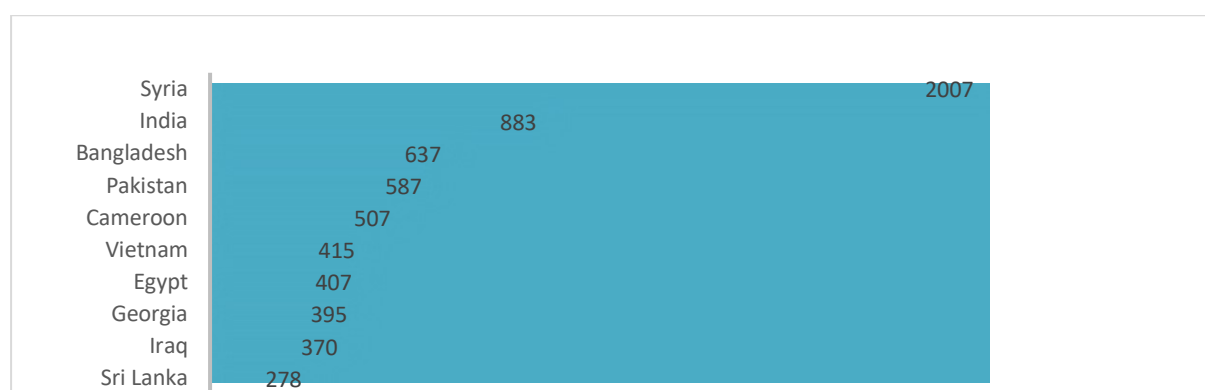 Syria 2007
India 883
Bangladesh 637
Pakistan 587
Cameroon 507
Vietnam 415
Egypt 407
Georgia 395
Iraq 370
Sri Lanka 278